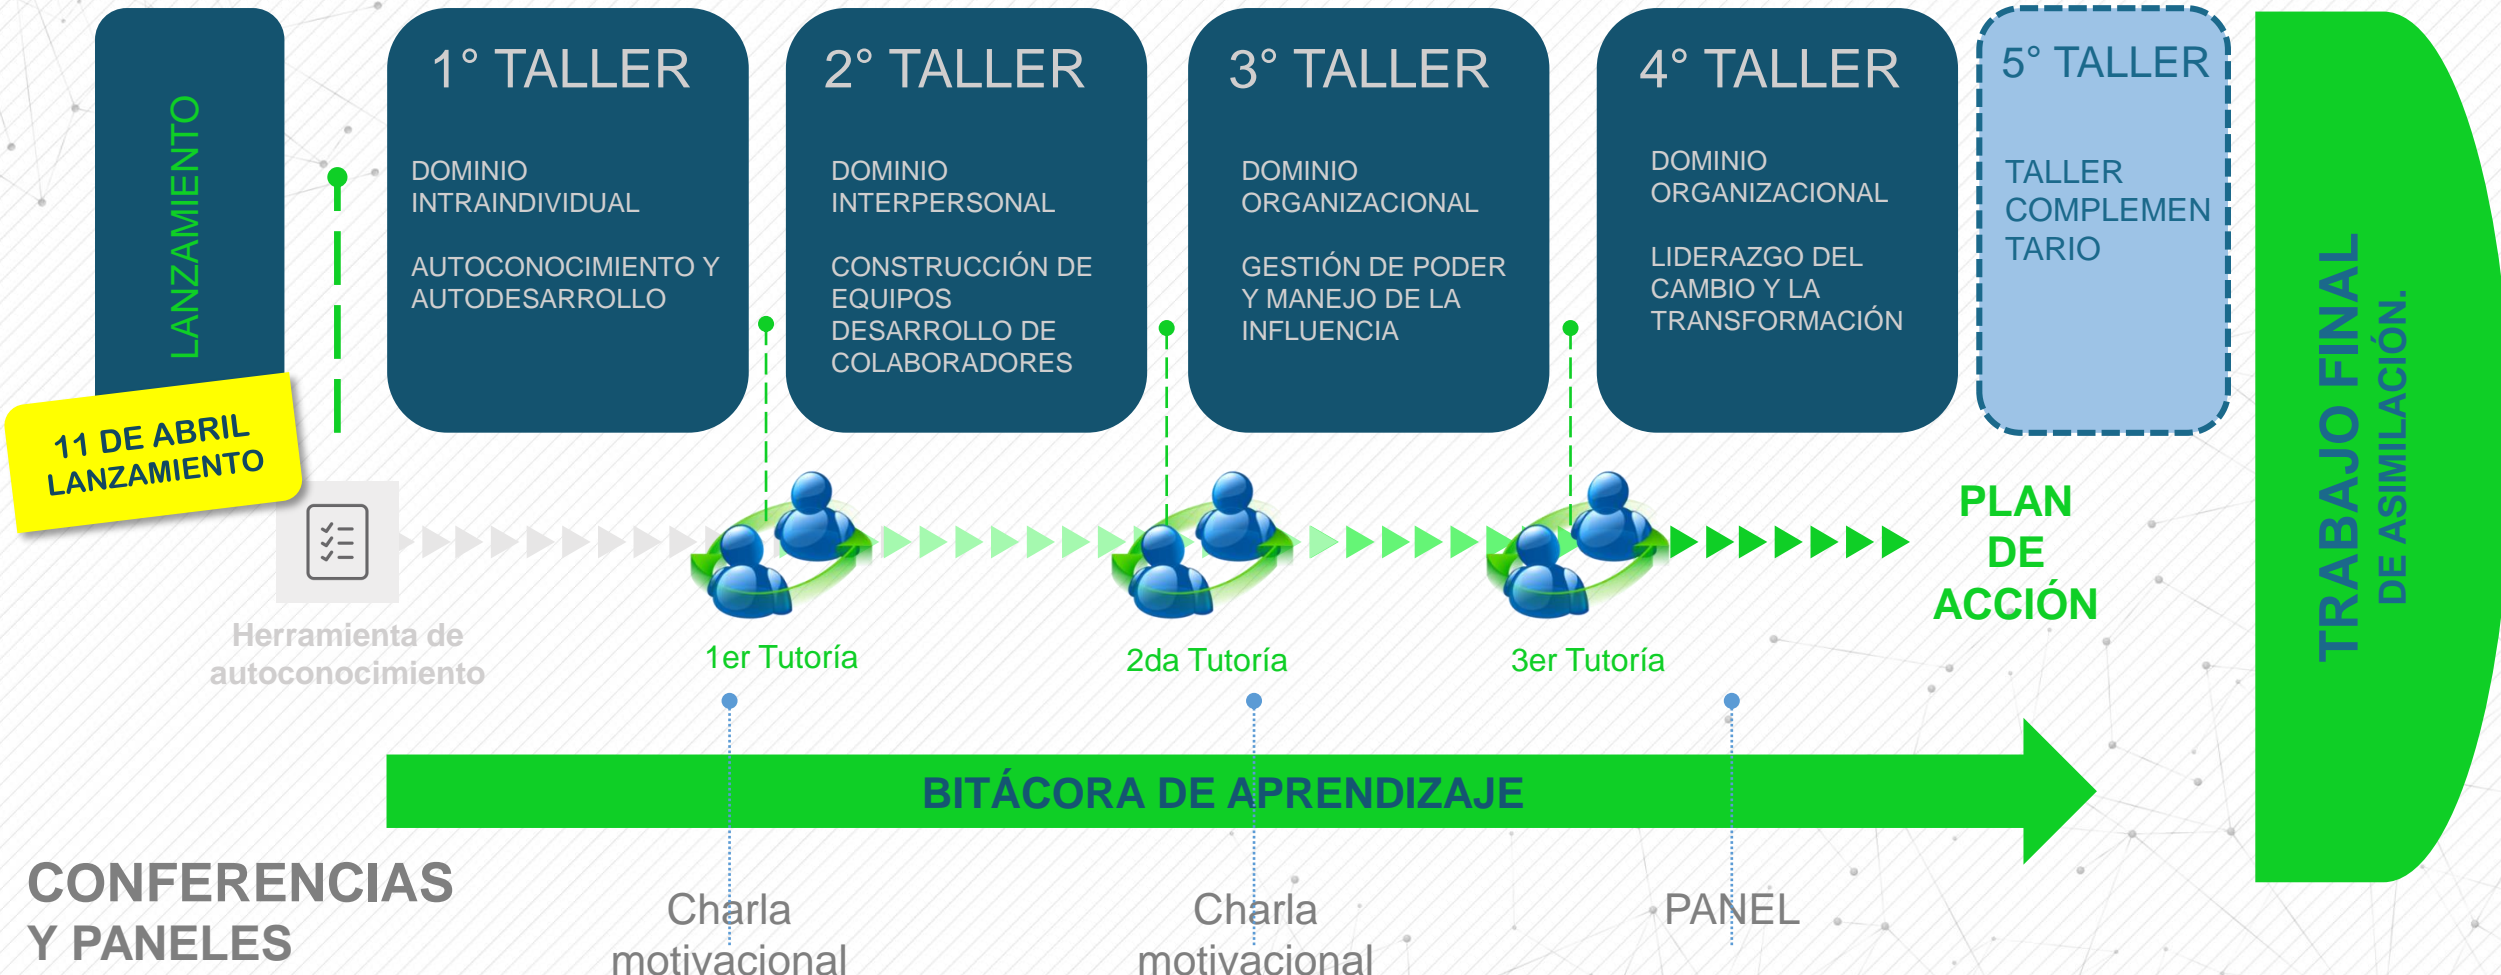 LANZAMIENTO
11 DE ABRIL
LANZAMIENTO
1° TALLER
DOMINIO
INTRAINDIVIDUAL
AUTOCONOCIMIENTO Y
AUTODESARROLLO
2° TALLER
DOMINIO
INTERPERSONAL
CONSTRUCCIÓN DE
EQUIPOS
DESARROLLO DE
COLABORADORES
3° TALLER
DOMINIO
ORGANIZACIONAL
GESTIÓN DE PODER
Y MANEJO DE LA
INFLUENCIA
4° TALLER
DOMINIO
ORGANIZACIONAL
LIDERAZGO DEL
CAMBIO Y LA
TRANSFORMACIÓN
5° TALLER
TALLER
COMPLEMEN
TARIO
TRABAJO FINAL
DE ASIMILACIÓN.
Herramienta de
autoconocimiento
1er Tutoría
2da Tutoría
3er Tutoría
PLAN
DE
ACCIÓN
BITÁCORA DE APRENDIZAJE
CONFERENCIAS
Y PANELES
Charla
motivacional
Charla
motivacional
PANEL